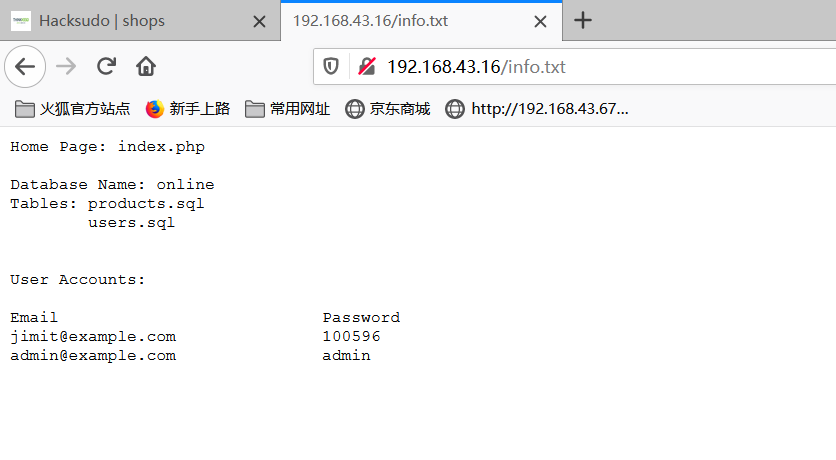 Hacksudo | shops
192.168.43.16/info.txt
192.168.43.16/info.txt
火狐官方站点 新手上路 常用网址 京东商城 http://192.168.43.67...
Home Page: index.php
Database Name: online
Tables: products.sql
users.sql
User Accounts:
Email Password
jimit@example.com 100596
admin@example.com admin